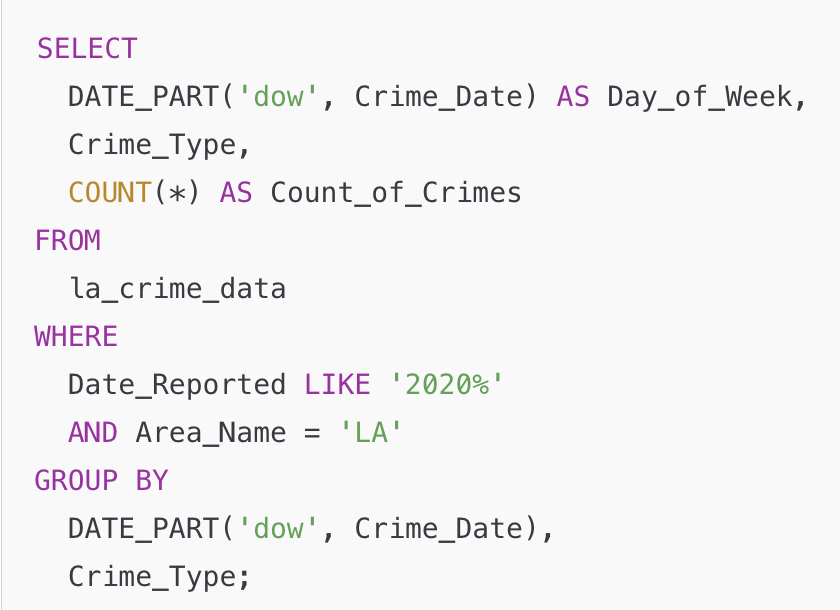 SELECT
  DATE_PART('dow', Crime_Date) AS Day_of_Week,
  Crime_Type,
  COUNT(*) AS Count_of_Crimes
FROM
  la_crime_data
WHERE
  Date_Reported LIKE '2020%'
  AND Area_Name = 'LA'
GROUP BY
  DATE_PART('dow', Crime_Date),
  Crime_Type;